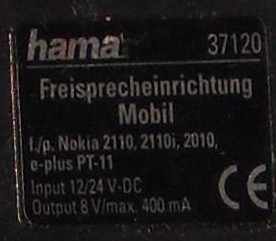 hama 37120
Freisprecheinrichtung
Mobil
f./p. Nokia 2110, 2110i, 2010,
e-plus PT-11
Input 12/24 V-DC
Output 8 V/max. 400 mA
CE